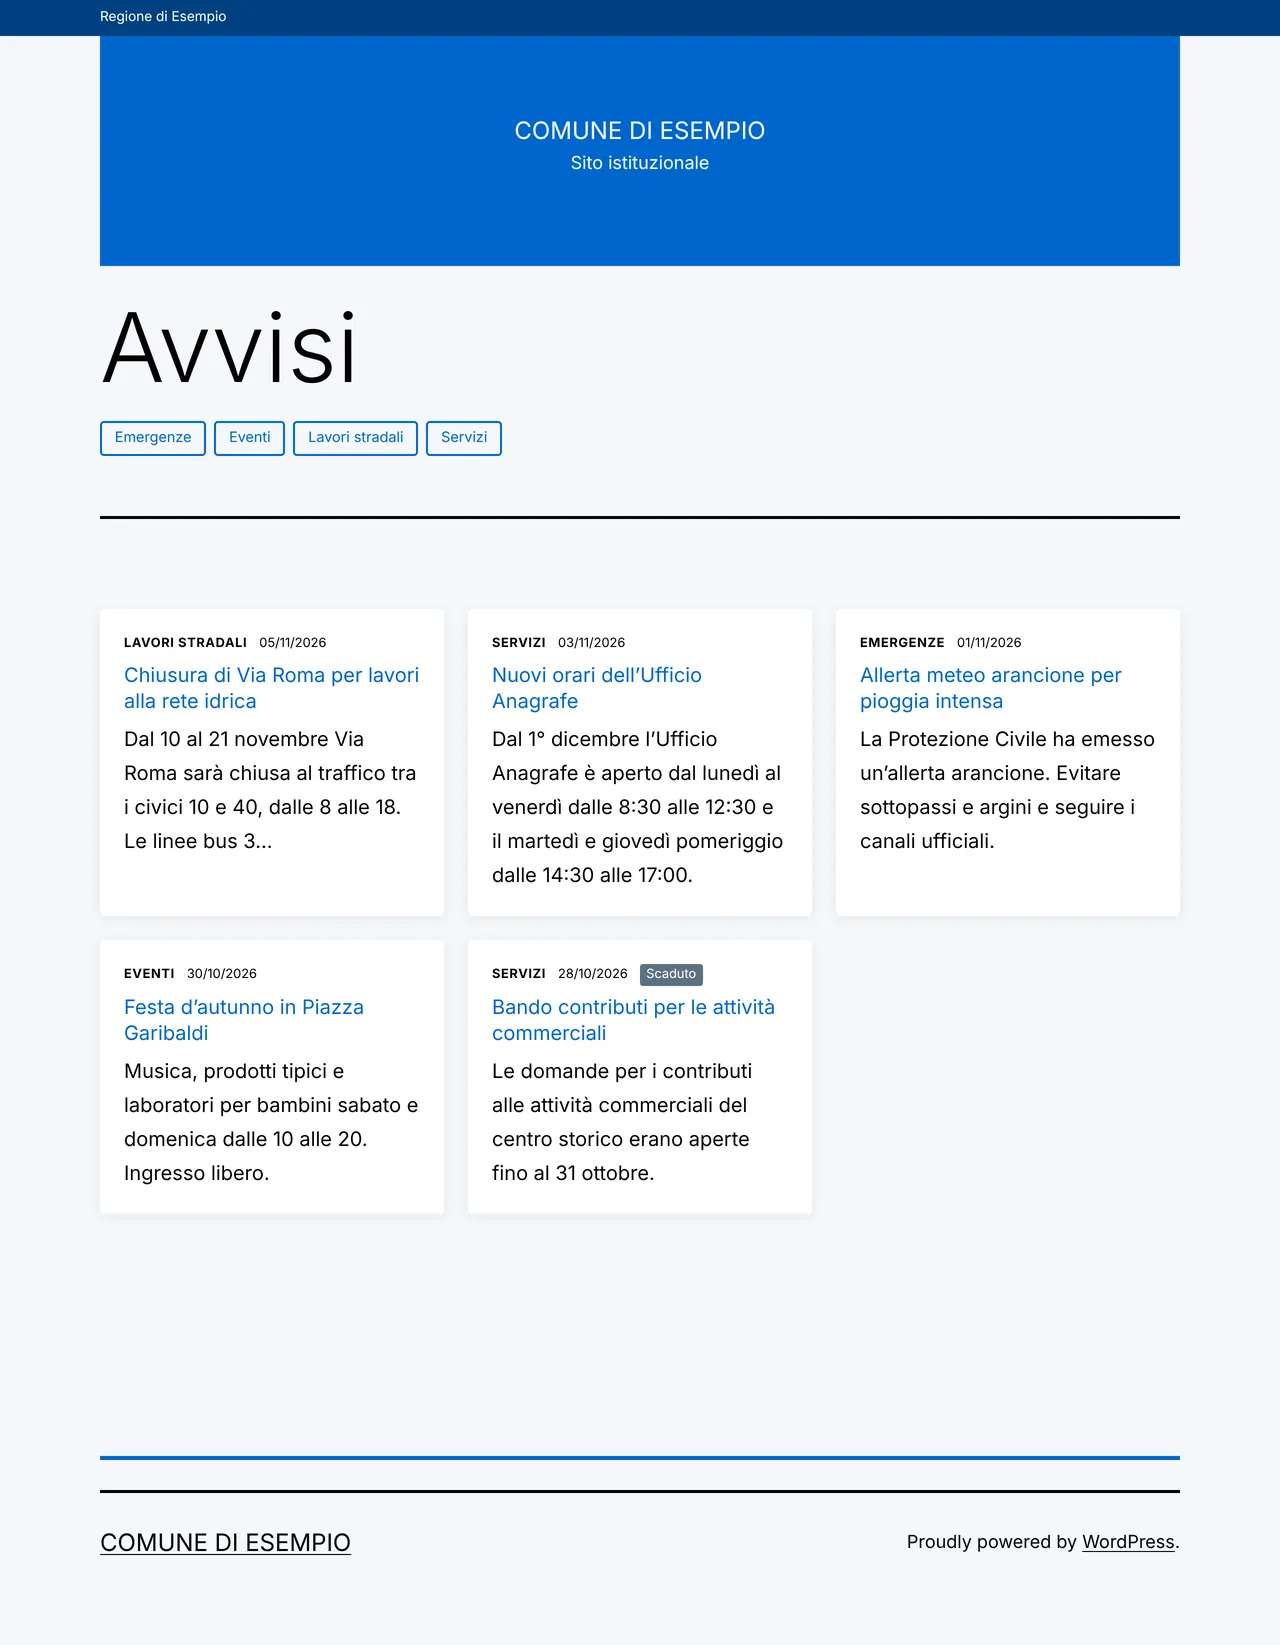 Regione di Esempio
COMUNE DI ESEMPIO
Sito istituzionale
Avvisi
Emergenze
Eventi
Lavori stradali
Servizi
LAVORI STRADALI 05/11/2026
Chiusura di Via Roma per lavori
alla rete idrica
Dal 10 al 21 novembre Via
Roma sarà chiusa al traffico tra
i civici 10 e 40, dalle 8 alle 18.
Le linee bus 3…
SERVIZI 03/11/2026
Nuovi orari dell’Ufficio
Anagrafe
Dal 1° dicembre l’Ufficio
Anagrafe è aperto dal lunedì al
venerdì dalle 8:30 alle 12:30 e
il martedì e giovedì pomeriggio
dalle 14:30 alle 17:00.
EMERGENZE 01/11/2026
Allerta meteo arancione per
pioggia intensa
La Protezione Civile ha emesso
un’allerta arancione. Evitare
sottopassi e argini e seguire i
canali ufficiali.
EVENTI 30/10/2026
Festa d’autunno in Piazza
Garibaldi
Musica, prodotti tipici e
laboratori per bambini sabato e
domenica dalle 10 alle 20.
Ingresso libero.
SERVIZI 28/10/2026 Scaduto
Bando contributi per le attività
commerciali
Le domande per i contributi
alle attività commerciali del
centro storico erano aperte
fino al 31 ottobre.
COMUNE DI ESEMPIO
Proudly powered by WordPress.